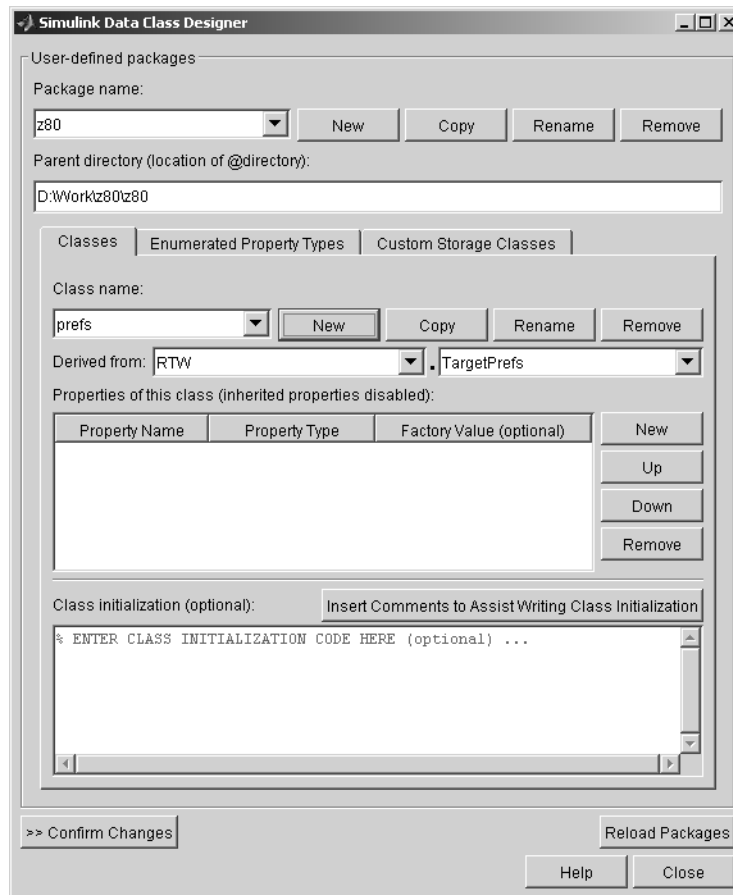 Simulink Data Class Designer
User-defined packages
Package name:
z80 New Copy Rename Remove
Parent directory (location of @directory):
D:\Work\z80\z80
Classes Enumerated Property Types Custom Storage Classes
Class name:
prefs New Copy Rename Remove
Derived from: RTW . TargetPrefs
Properties of this class (inherited properties disabled):
Property Name Property Type Factory Value (optional) New
Up
Down
Remove
Class initialization (optional): Insert Comments to Assist Writing Class Initialization
% ENTER CLASS INITIALIZATION CODE HERE (optional) ...
>> Confirm Changes Reload Packages
Help Close